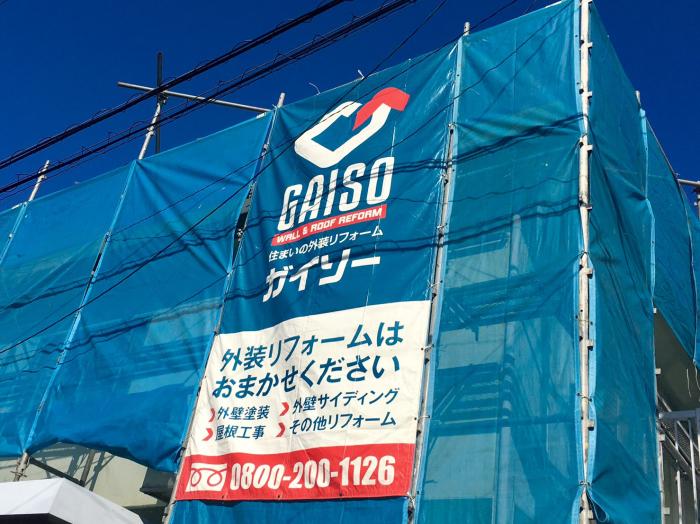 GAISO
WALL & ROOF REFORM
住まいの外装リフォーム
ガイソー
外装リフォームは
おまかせください
外壁塗装 外壁サイディング
屋根工事 その他リフォーム
0800-200-1126